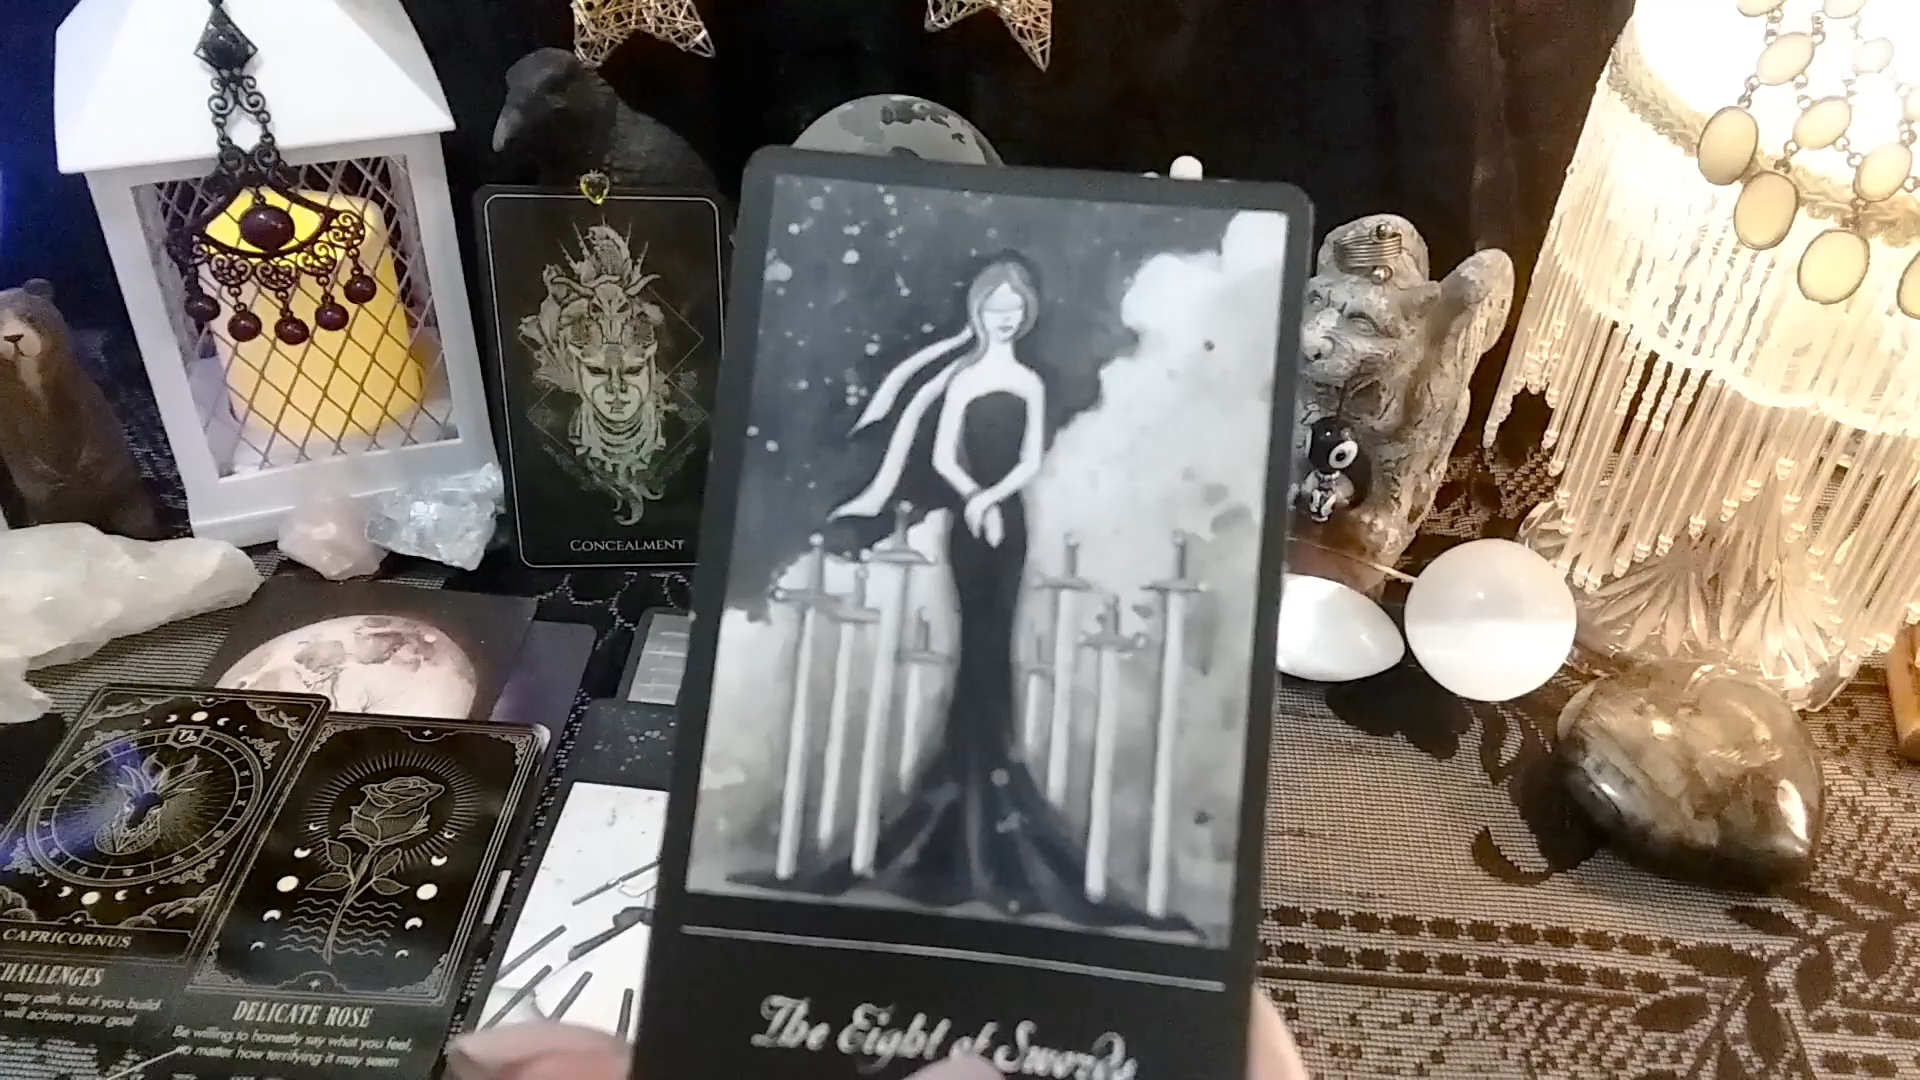 CONCEALMENT
CAPRICORNUS
CHALLENGES
easy path, but if you build
will achieve your goal
DELICATE ROSE
Be willing to honestly say what you feel,
no matter how terrifying it may seem
The Eight of Swords